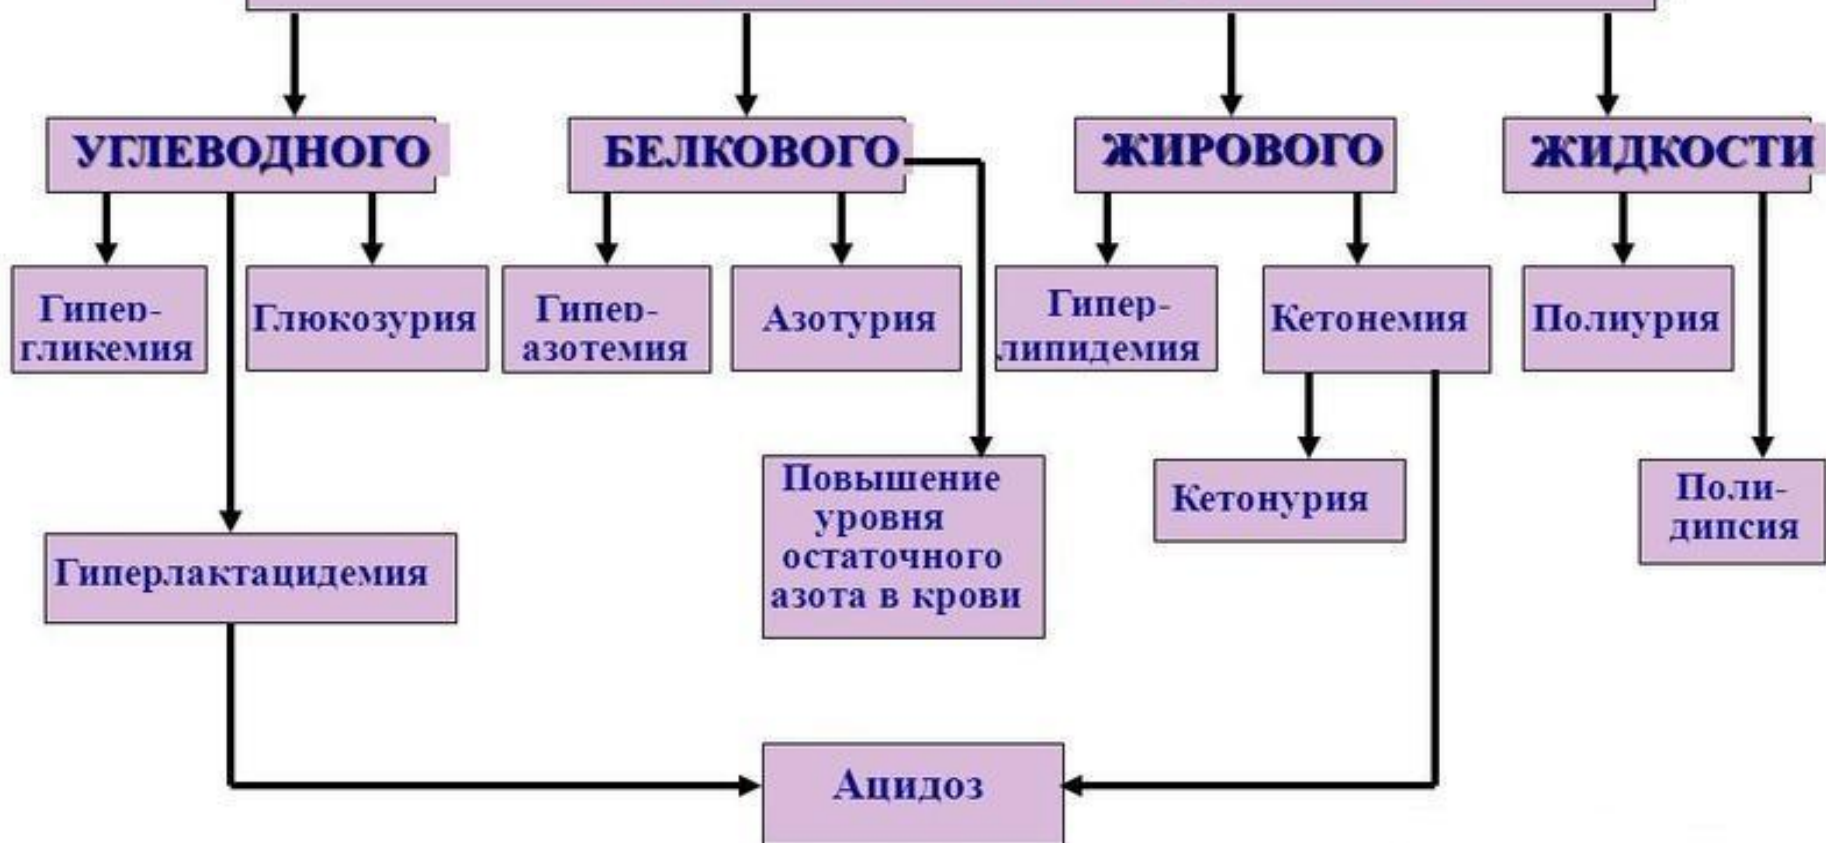 УГЛЕВОДНОГО
БЕЛКОВОГО
ЖИРОВОГО
ЖИДКОСТИ
Гипер-
гликемия
Глюкозурия
Гипер-
азотемия
Азотурия
Гипер-
липидемия
Кетонемия
Полиурия
Повышение
уровня
остаточного
азота в крови
Кетонурия
Поли-
дипсия
Гиперлактацидемия
Ацидоз